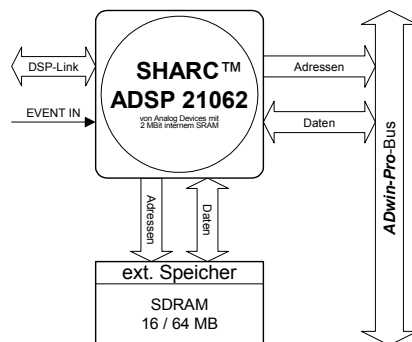 DSP-Link
EVENT IN
SHARC™
ADSP 21062
von Analog Devices mit
2 MBit internem SRAM
Adressen
Daten
Adressen
Daten
ADwin-Pro-Bus
ext. Speicher
SDRAM
16 / 64 MB